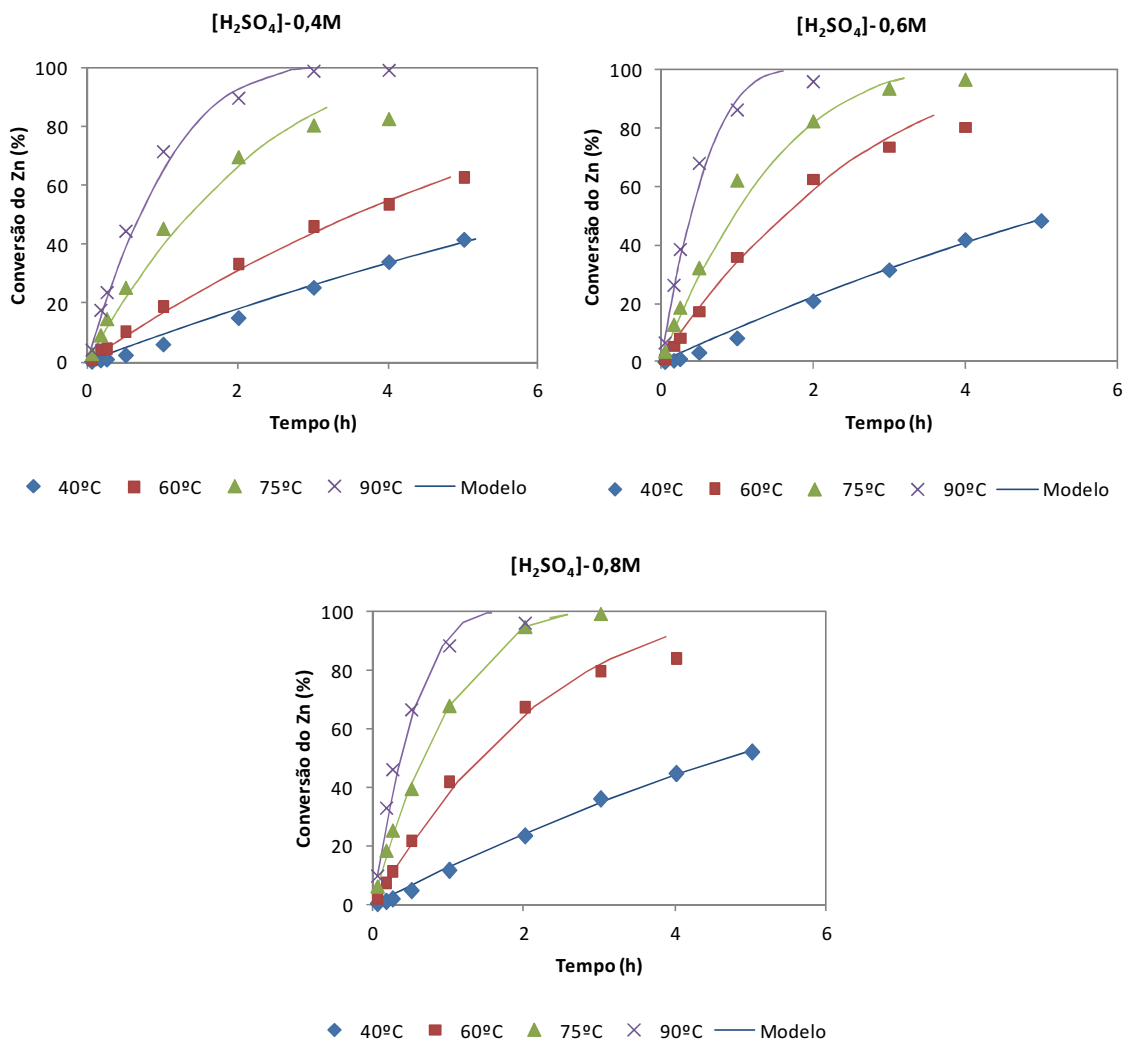 [H₂SO₄]-0,4M
100
80
60
40
20
0
0 2 4 6
Conversão do Zn (%)
Tempo (h)
40ºC 60ºC 75ºC 90ºC Modelo
[H₂SO₄]-0,6M
100
80
60
40
20
0
0 2 4 6
Conversão do Zn (%)
Tempo (h)
40ºC 60ºC 75ºC 90ºC Modelo
[H₂SO₄]-0,8M
100
80
60
40
20
0
0 2 4 6
Conversão do Zn (%)
Tempo (h)
40ºC 60ºC 75ºC 90ºC Modelo